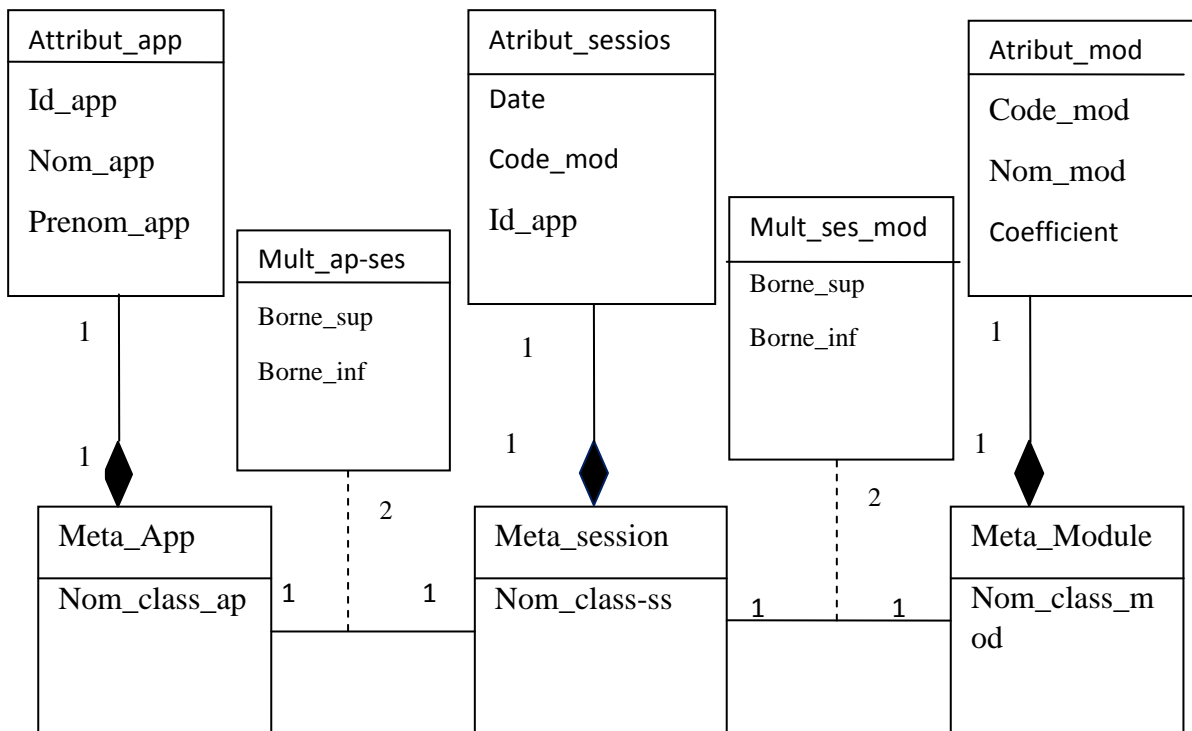 Attribut_app
Id_app
Nom_app
Prenom_app
Mult_ap-ses
Borne_sup
Borne_inf
Atribut_sessios
Date
Code_mod
Id_app
Mult_ses_mod
Borne_sup
Borne_inf
Atribut_mod
Code_mod
Nom_mod
Coefficient
1
1
1
1
1
1
2
2
Meta_App
Nom_class_ap
1
1
Meta_session
Nom_class-ss
1
1
Meta_Module
Nom_class_m
od